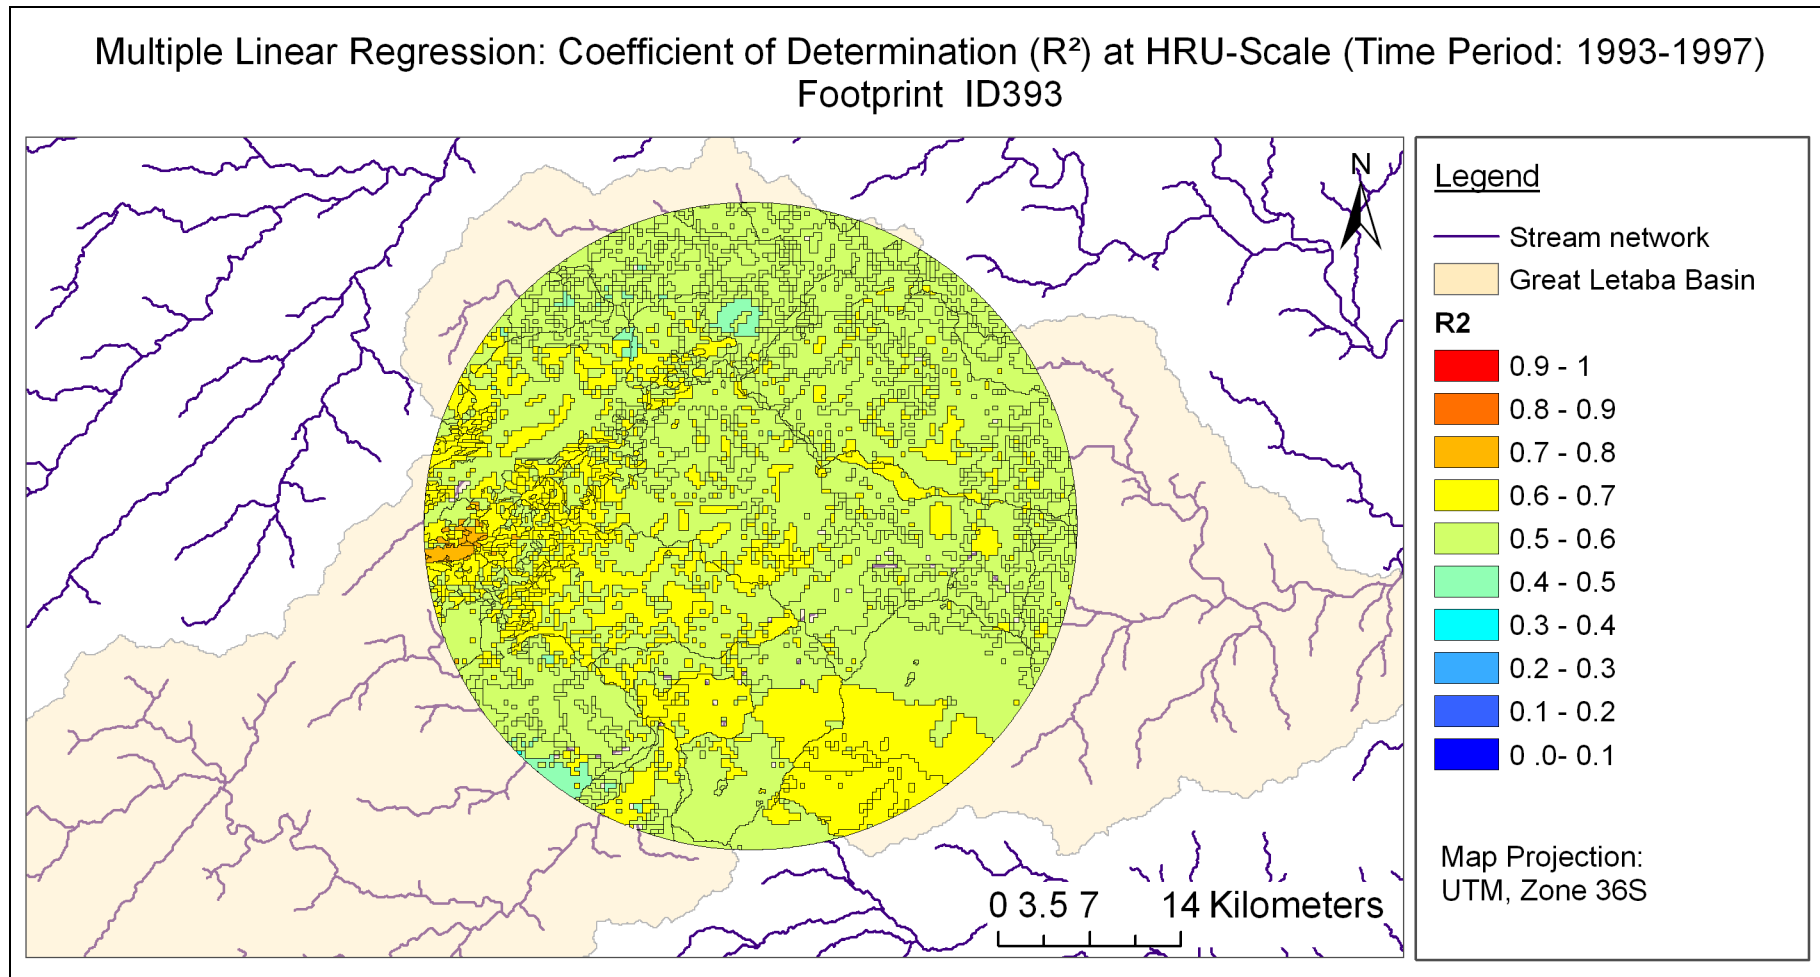 Multiple Linear Regression: Coefficient of Determination (R²) at HRU-Scale (Time Period: 1993-1997)
Footprint ID393
N
Legend
Stream network
Great Letaba Basin
R2
0.9 - 1
0.8 - 0.9
0.7 - 0.8
0.6 - 0.7
0.5 - 0.6
0.4 - 0.5
0.3 - 0.4
0.2 - 0.3
0.1 - 0.2
0 .0- 0.1
Map Projection:
UTM, Zone 36S
0 3.5 7 14 Kilometers